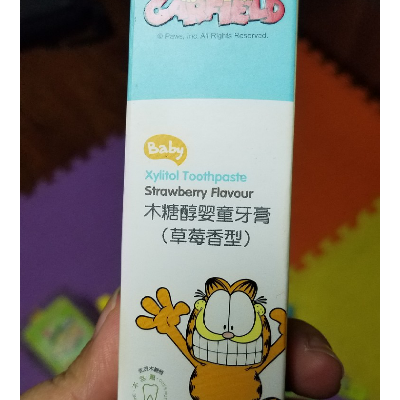 GARFIELD
© Paws, Inc. All Rights Reserved.
Baby
Xylitol Toothpaste
Strawberry Flavour
木糖醇婴童牙膏
（草莓香型）